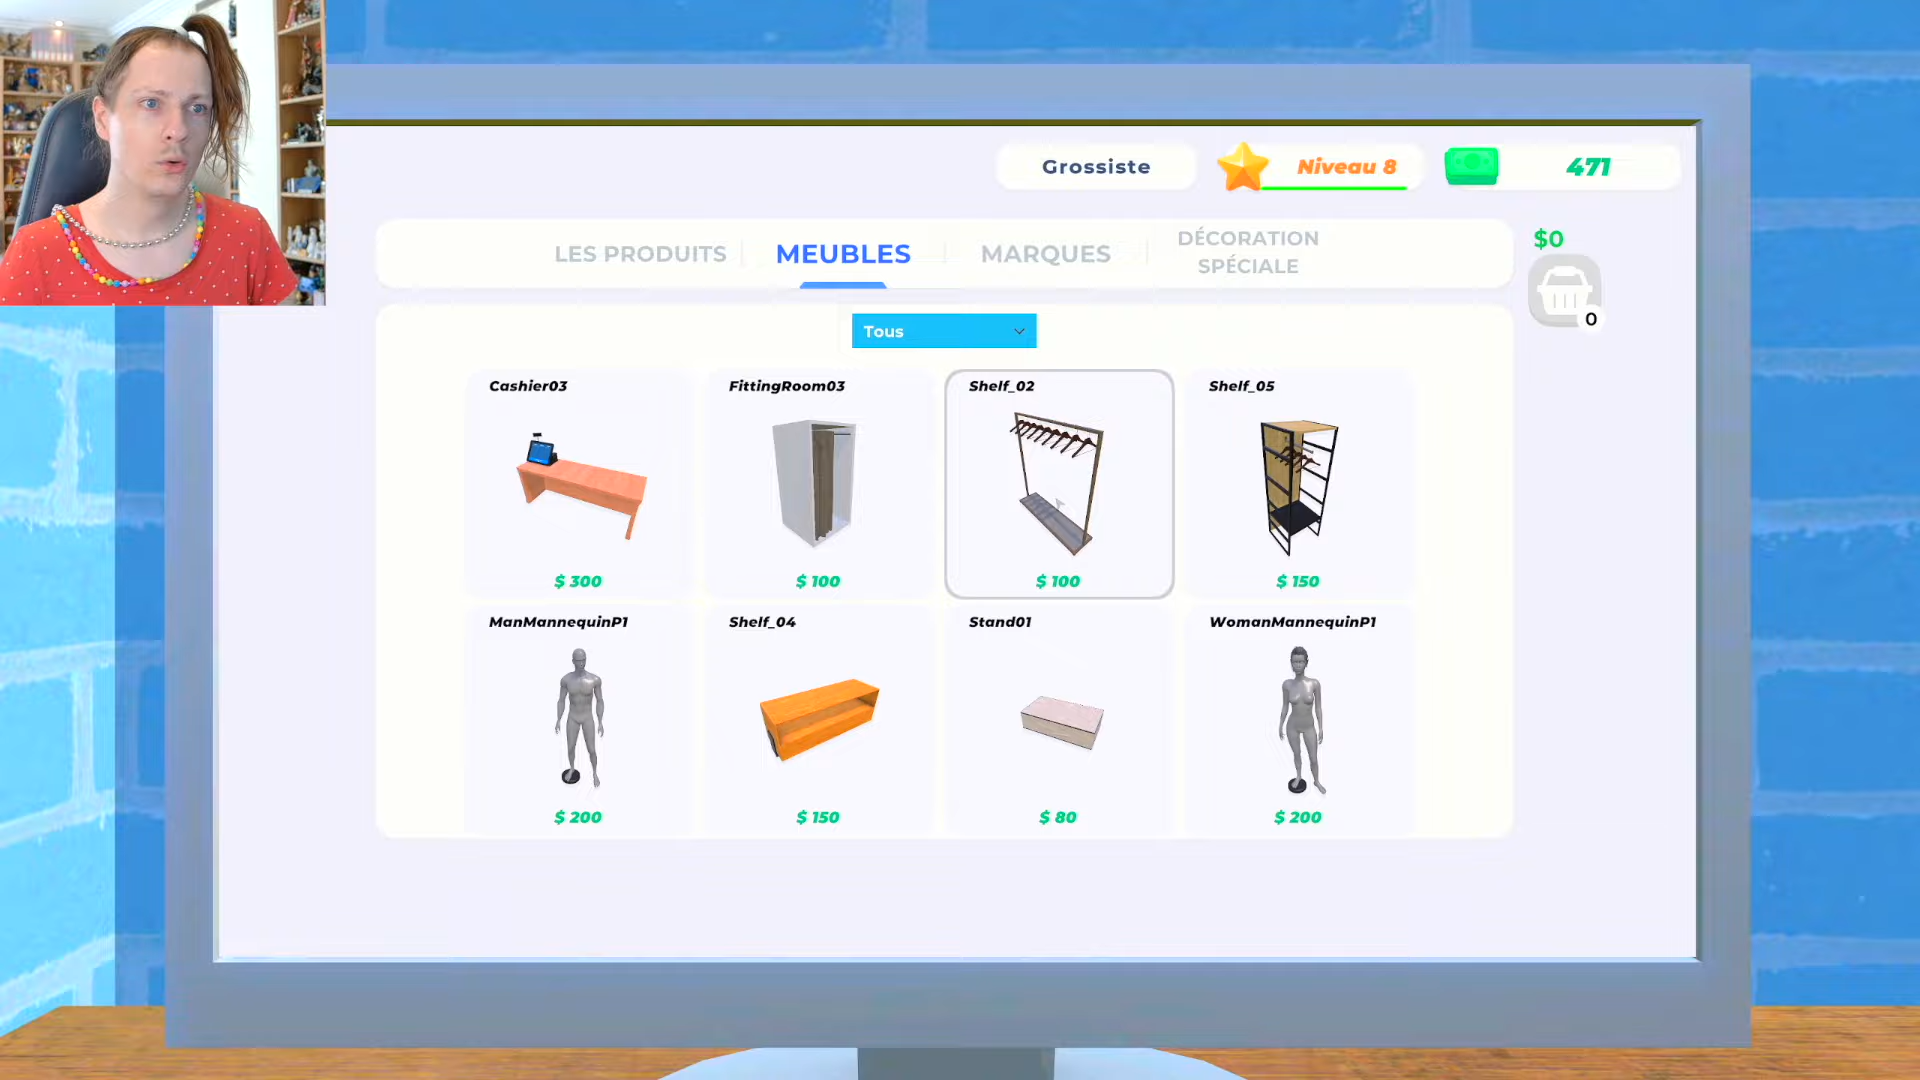 Grossiste
Niveau 8
471
LES PRODUITS
MEUBLES
MARQUES
DÉCORATION
SPÉCIALE
$0
0
Tous
Cashier03
FittingRoom03
Shelf_02
Shelf_05
$ 300
$ 100
$ 100
$ 150
ManMannequinP1
Shelf_04
Stand01
WomanMannequinP1
$ 200
$ 150
$ 80
$ 200